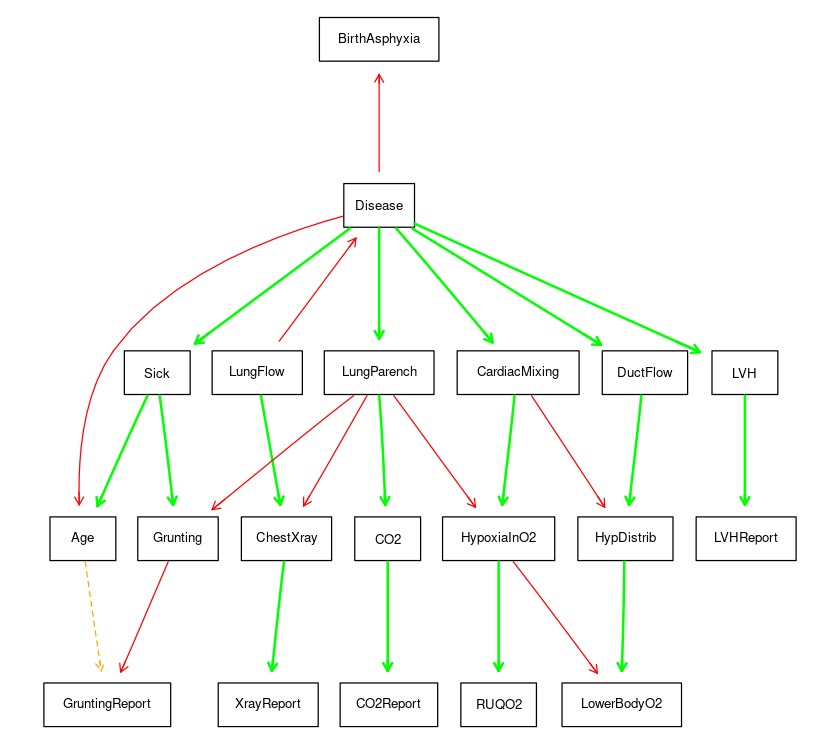 BirthAsphyxia
Disease
Sick
LungFlow
LungParench
CardiacMixing
DuctFlow
LVH
Age
Grunting
ChestXray
CO2
HypoxiaInO2
HypDistrib
LVHReport
GruntingReport
XrayReport
CO2Report
RUQO2
LowerBodyO2